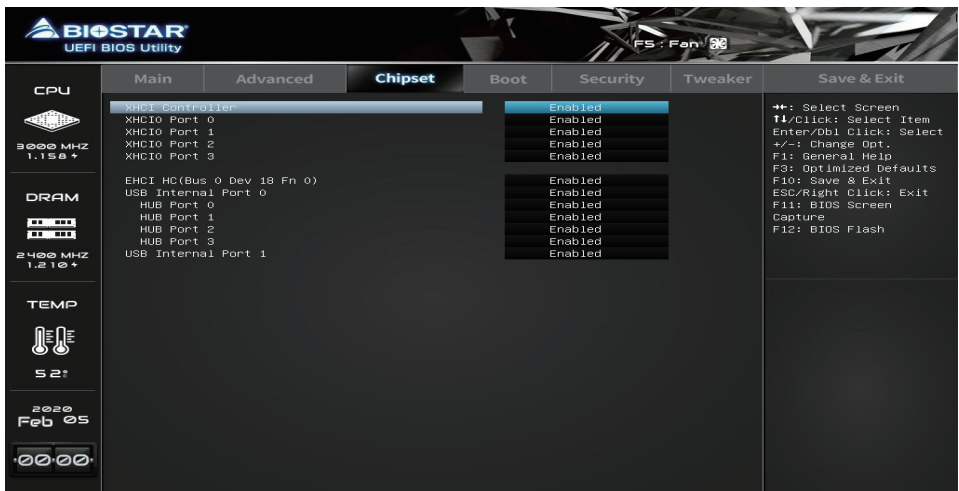 BIOSTAR®
UEFI BIOS Utility
F5 : Fan
Main Advanced Chipset Boot Security Tweaker Save & Exit
CPU
3000 MHZ
1.158
DRAM
2400 MHZ
1.210
TEMP
52°
2020
Feb 05
00:00
XHCI Controller Enabled
XHCI0 Port 0 Enabled
XHCI0 Port 1 Enabled
XHCI0 Port 2 Enabled
XHCI0 Port 3 Enabled
EHCI HC(Bus 0 Dev 18 Fn 0) Enabled
USB Internal Port 0 Enabled
HUB Port 0 Enabled
HUB Port 1 Enabled
HUB Port 2 Enabled
HUB Port 3 Enabled
USB Internal Port 1 Enabled
→←: Select Screen
↑↓/Click: Select Item
Enter/Dbl Click: Select
+/-: Change Opt.
F1: General Help
F3: Optimized Defaults
F10: Save & Exit
ESC/Right Click: Exit
F11: BIOS Screen
Capture
F12: BIOS Flash